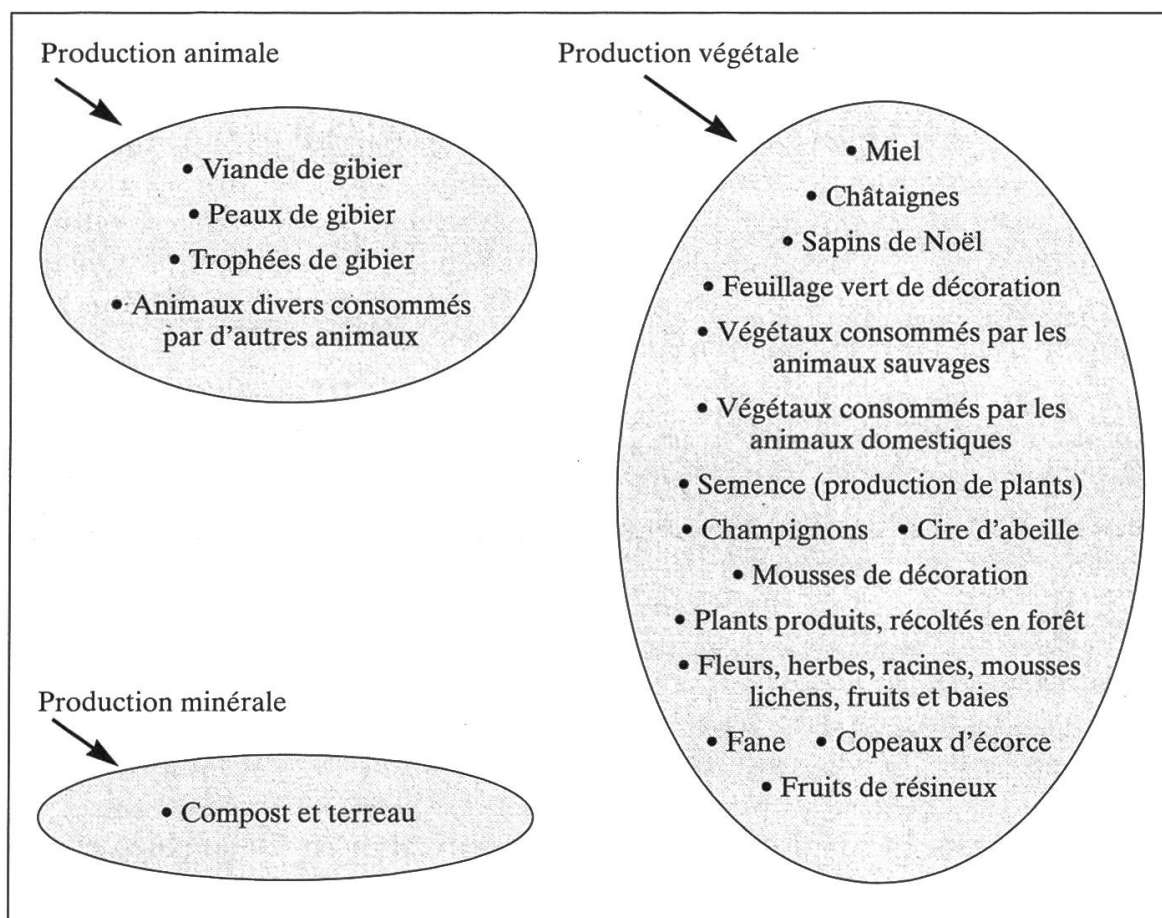 Production animale
• Viande de gibier
• Peaux de gibier
• Trophées de gibier
• Animaux divers consommés
par d'autres animaux
Production végétale
• Miel
• Châtaignes
• Sapins de Noël
• Feuillage vert de décoration
• Végétaux consommés par les
animaux sauvages
• Végétaux consommés par les
animaux domestiques
• Semence (production de plants)
• Champignons • Cire d'abeille
• Mousses de décoration
• Plants produits, récoltés en forêt
• Fleurs, herbes, racines, mousses
lichens, fruits et baies
• Fane • Copeaux d'écorce
• Fruits de résineux
Production minérale
• Compost et terreau